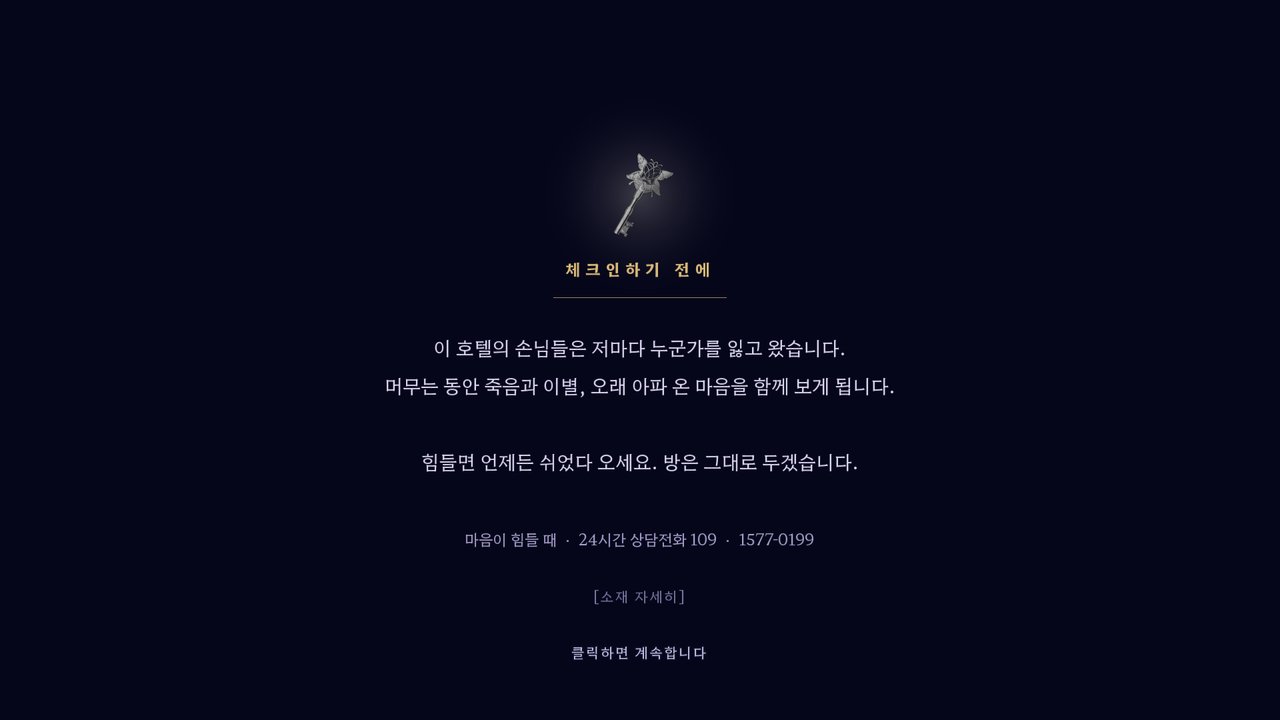 체크인하기 전에
이 호텔의 손님들은 저마다 누군가를 잃고 왔습니다.
머무는 동안 죽음과 이별, 오래 아파 온 마음을 함께 보게 됩니다.
힘들면 언제든 쉬었다 오세요. 방은 그대로 두겠습니다.
마음이 힘들 때 · 24시간 상담전화 109 · 1577-0199
[소재 자세히]
클릭하면 계속합니다